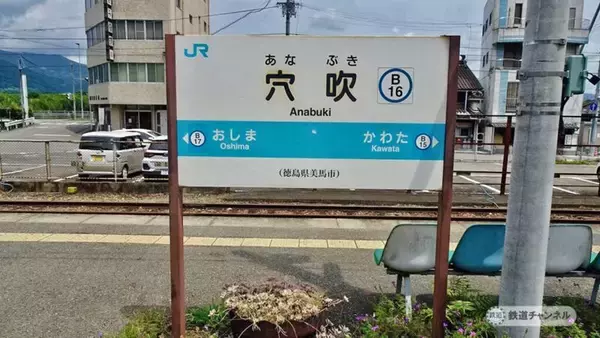 JR
あな ぶき
穴吹
B
16
Anabuki
B
17
おしま
Oshima
かわた
Kawata
B
15
(徳島県美馬市)
鉄道チャンネル